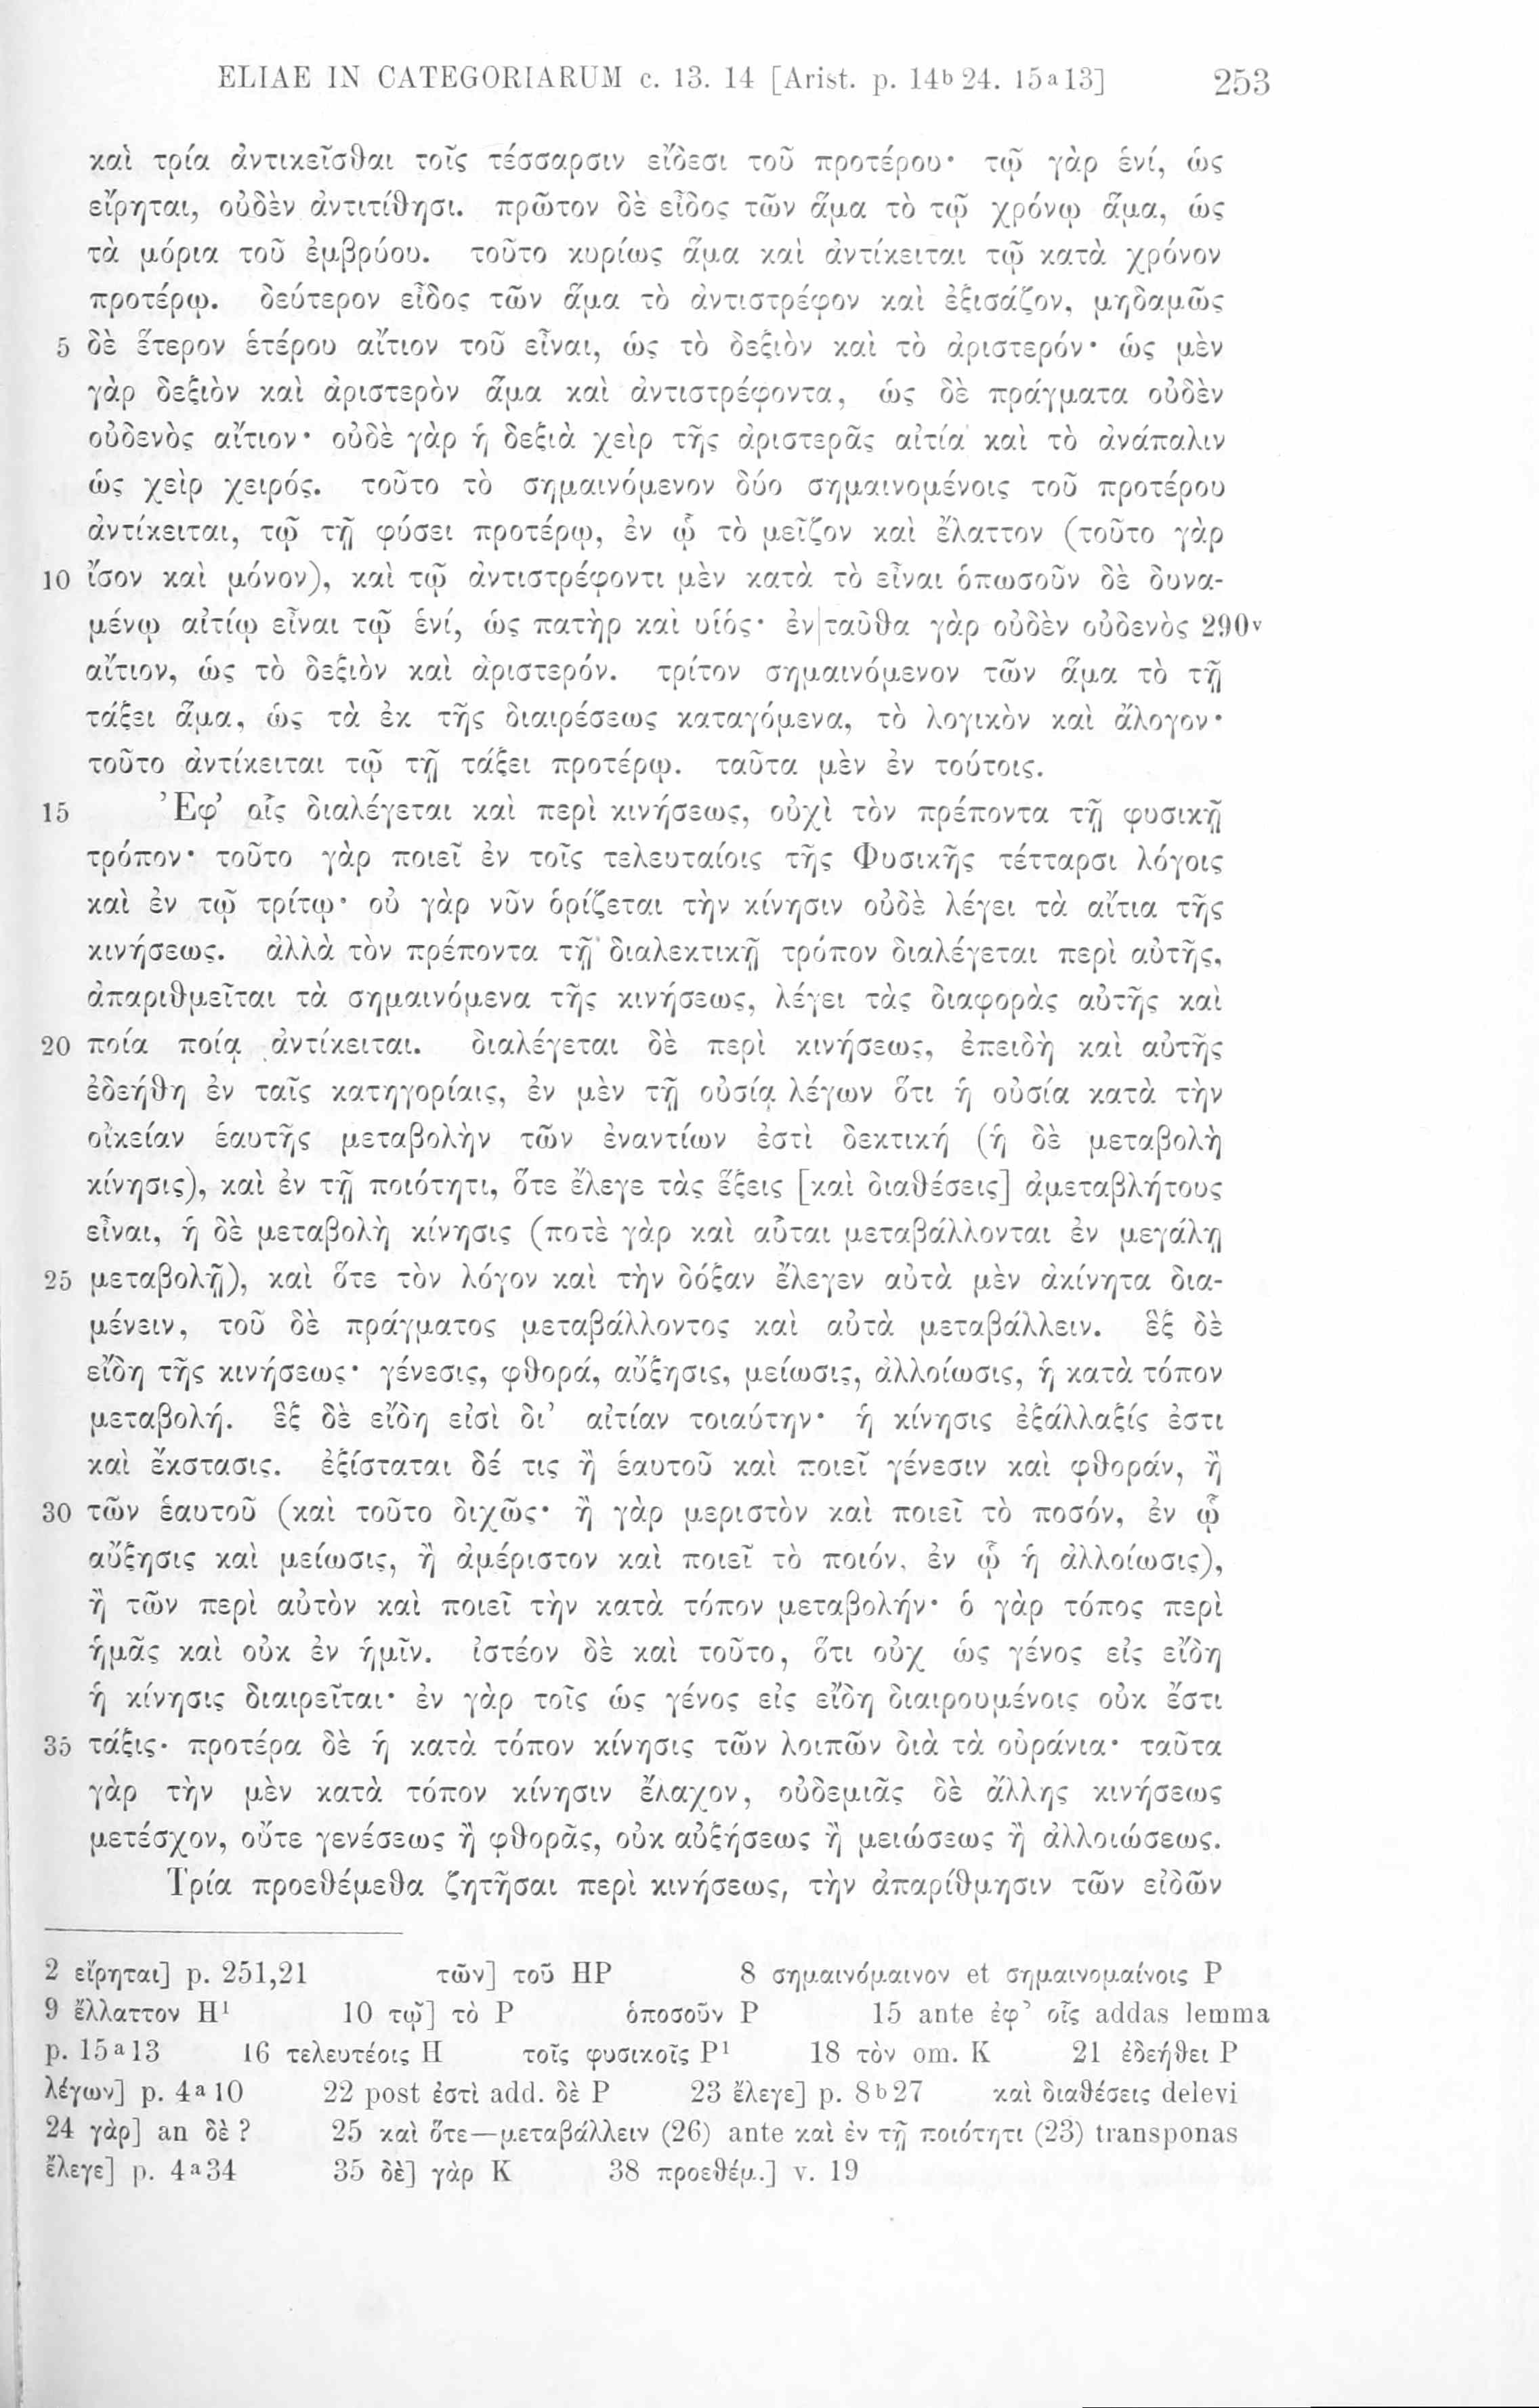 ELIAE IN CATEGORIARUM c. 13. 14 [Arist. p. 14b 24. 15a 13] 253
καὶ τρία ἀντικεῖσθαι τοῖς τέσσαρσιν εἴδεσι τοῦ προτέρου· τῷ γὰρ ἑνί, ὡς
εἴρηται, οὐδὲν ἀντιτίθησι. πρῶτον δὲ εἶδος τῶν ἅμα τὸ τῷ χρόνῳ ἅμα, ὡς
τὰ μόρια τοῦ ἐμβρύου. τοῦτο κυρίως ἅμα καὶ ἀντίκειται τῷ κατὰ χρόνον
προτέρῳ. δεύτερον εἶδος τῶν ἅμα τὸ ἀντιστρέφον καὶ ἐξισάζον, μηδαμῶς
5 δὲ ἕτερον ἑτέρου αἴτιον τοῦ εἶναι, ὡς τὸ δεξιὸν καὶ τὸ ἀριστερόν· ὡς μὲν
γὰρ δεξιὸν καὶ ἀριστερὸν ἅμα καὶ ἀντιστρέφοντα, ὡς δὲ πράγματα οὐδὲν
οὐδενὸς αἴτιον· οὐδὲ γὰρ ἡ δεξιὰ χεὶρ τῆς ἀριστερᾶς αἰτία καὶ τὸ ἀνάπαλιν
ὡς χεὶρ χειρός. τοῦτο τὸ σημαινόμενον δύο σημαινομένοις τοῦ προτέρου
ἀντίκειται, τῷ τῇ φύσει προτέρῳ, ἐν ᾧ τὸ μεῖζον καὶ ἔλαττον (τοῦτο γὰρ
10 ἴσον καὶ μόνον), καὶ τῷ ἀντιστρέφοντι μὲν κατὰ τὸ εἶναι ὁπωσοῦν δὲ δυνα-
μένῳ αἰτίῳ εἶναι τῷ ἑνί, ὡς πατὴρ καὶ υἱός· ἐν|ταῦθα γὰρ οὐδὲν οὐδενὸς 290v
αἴτιον, ὡς τὸ δεξιὸν καὶ ἀριστερόν. τρίτον σημαινόμενον τῶν ἅμα τὸ τῇ
τάξει ἅμα, ὡς τὰ ἐκ τῆς διαιρέσεως καταγόμενα, τὸ λογικὸν καὶ ἄλογον·
τοῦτο ἀντίκειται τῷ τῇ τάξει προτέρῳ. ταῦτα μὲν ἐν τούτοις.
15 Ἐφ’ οἷς διαλέγεται καὶ περὶ κινήσεως, οὐχὶ τὸν πρέποντα τῇ φυσικῇ
τρόπον· τοῦτο γὰρ ποιεῖ ἐν τοῖς τελευταίοις τῆς Φυσικῆς τέτταρσι λόγοις
καὶ ἐν τῷ τρίτῳ· οὐ γὰρ νῦν ὁρίζεται τὴν κίνησιν οὐδὲ λέγει τὰ αἴτια τῆς
κινήσεως. ἀλλὰ τὸν πρέποντα τῇ διαλεκτικῇ τρόπον διαλέγεται περὶ αὐτῆς,
ἀπαριθμεῖται τὰ σημαινόμενα τῆς κινήσεως, λέγει τὰς διαφορὰς αὐτῆς καὶ
20 ποία ποίᾳ ἀντίκειται. διαλέγεται δὲ περὶ κινήσεως, ἐπειδὴ καὶ αὐτῆς
ἐδεήθη ἐν ταῖς κατηγορίαις, ἐν μὲν τῇ οὐσίᾳ λέγων ὅτι ἡ οὐσία κατὰ τὴν
οἰκείαν ἑαυτῆς μεταβολὴν τῶν ἐναντίων ἐστὶ δεκτική (ἡ δὲ μεταβολὴ
κίνησις), καὶ ἐν τῇ ποιότητι, ὅτε ἔλεγε τὰς ἕξεις [καὶ διαθέσεις] ἀμεταβλήτους
εἶναι, ἡ δὲ μεταβολὴ κίνησις (ποτὲ γὰρ καὶ αὗται μεταβάλλονται ἐν μεγάλῃ
25 μεταβολῇ), καὶ ὅτε τὸν λόγον καὶ τὴν δόξαν ἔλεγεν αὐτὰ μὲν ἀκίνητα δια-
μένειν, τοῦ δὲ πράγματος μεταβάλλοντος καὶ αὐτὰ μεταβάλλειν. ἓξ δὲ
εἴδη τῆς κινήσεως· γένεσις, φθορά, αὔξησις, μείωσις, ἀλλοίωσις, ἡ κατὰ τόπον
μεταβολή. ἓξ δὲ εἴδη εἰσὶ δι’ αἰτίαν τοιαύτην· ἡ κίνησις ἐξάλλαξίς ἐστι
καὶ ἔκστασις. ἐξίσταται δέ τις ἢ ἑαυτοῦ καὶ ποιεῖ γένεσιν καὶ φθοράν, ἢ
30 τῶν ἑαυτοῦ (καὶ τοῦτο διχῶς· ἢ γὰρ μεριστὸν καὶ ποιεῖ τὸ ποσόν, ἐν ᾧ
αὔξησις καὶ μείωσις, ἢ ἀμέριστον καὶ ποιεῖ τὸ ποιόν, ἐν ᾧ ἡ ἀλλοίωσις),
ἢ τῶν περὶ αὐτὸν καὶ ποιεῖ τὴν κατὰ τόπον μεταβολήν· ὁ γὰρ τόπος περὶ
ἡμᾶς καὶ οὐκ ἐν ἡμῖν. ἰστέον δὲ καὶ τοῦτο, ὅτι οὐχ ὡς γένος εἰς εἴδη
ἡ κίνησις διαιρεῖται· ἐν γὰρ τοῖς ὡς γένος εἰς εἴδη διαιρουμένοις οὐκ ἔστι
35 τάξις· προτέρα δὲ ἡ κατὰ τόπον κίνησις τῶν λοιπῶν διὰ τὰ οὐράνια· ταῦτα
γὰρ τὴν μὲν κατὰ τόπον κίνησιν ἔλαχον, οὐδεμιᾶς δὲ ἄλλης κινήσεως
μετέσχον, οὔτε γενέσεως ἢ φθορᾶς, οὐκ αὐξήσεως ἢ μειώσεως ἢ ἀλλοιώσεως.
Τρία προεθέμεθα ζητῆσαι περὶ κινήσεως, τὴν ἀπαρίθμησιν τῶν εἰδῶν
2 εἴρηται] p. 251,21 τῶν] τοῦ HP 8 σημαινόμαινον et σημαινομαίνοις P
9 ἔλλαττον H¹ 10 τῷ] τὸ P ὁποσοῦν P 15 ante ἐφ’ οἷς addas lemma
p. 15a 13 16 τελευτέοις H τοῖς φυσικοῖς P¹ 18 τὸν om. K 21 ἐδεήθει P
λέγων] p. 4a 10 22 post ἐστὶ add. δὲ P 23 ἔλεγε] p. 8b 27 καὶ διαθέσεις delevi
24 γὰρ] an δὲ ? 25 καὶ ὅτε—μεταβάλλειν (26) ante καὶ ἐν τῇ ποιότητι (23) transponas
ἔλεγε] p. 4a 34 35 δὲ] γὰρ K 38 προεθέμ.] v. 19